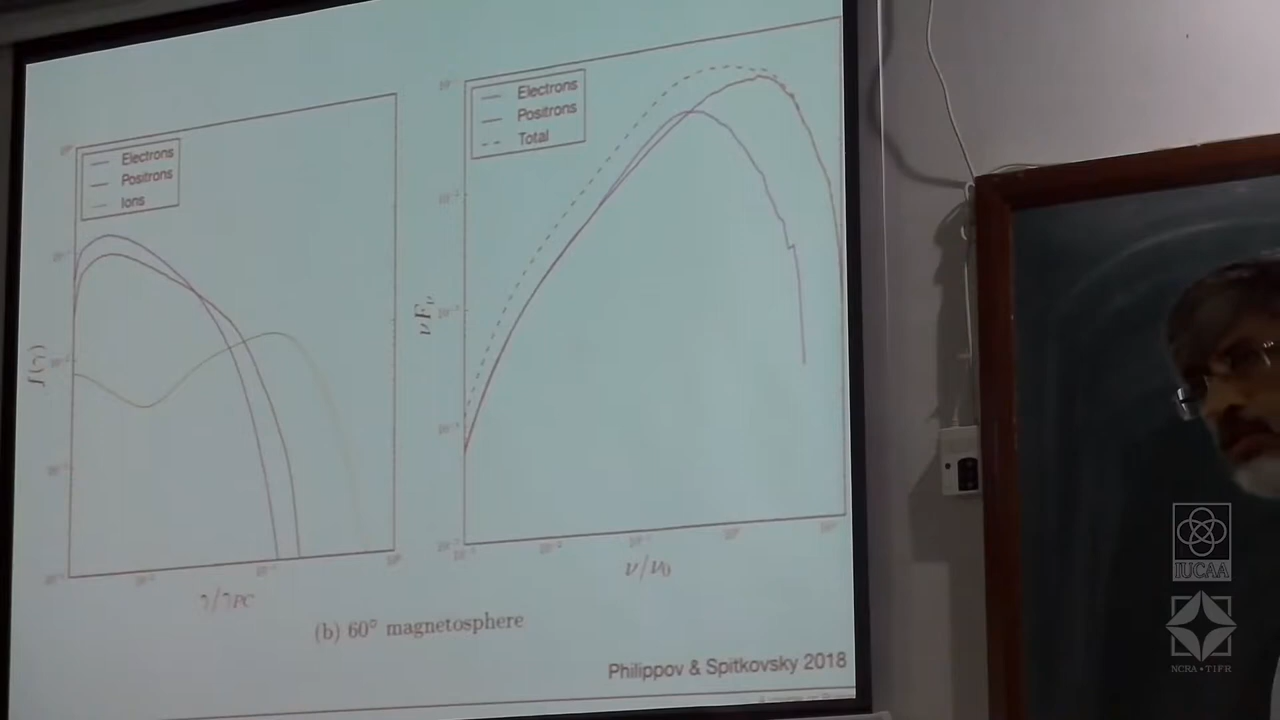 Electrons
Positrons
Ions
f(γ)
γ/γPC
Electrons
Positrons
Total
νFν
ν/ν0
(b) 60° magnetosphere
Philippov & Spitkovsky 2018
IUCAA
NCRA•TIFR